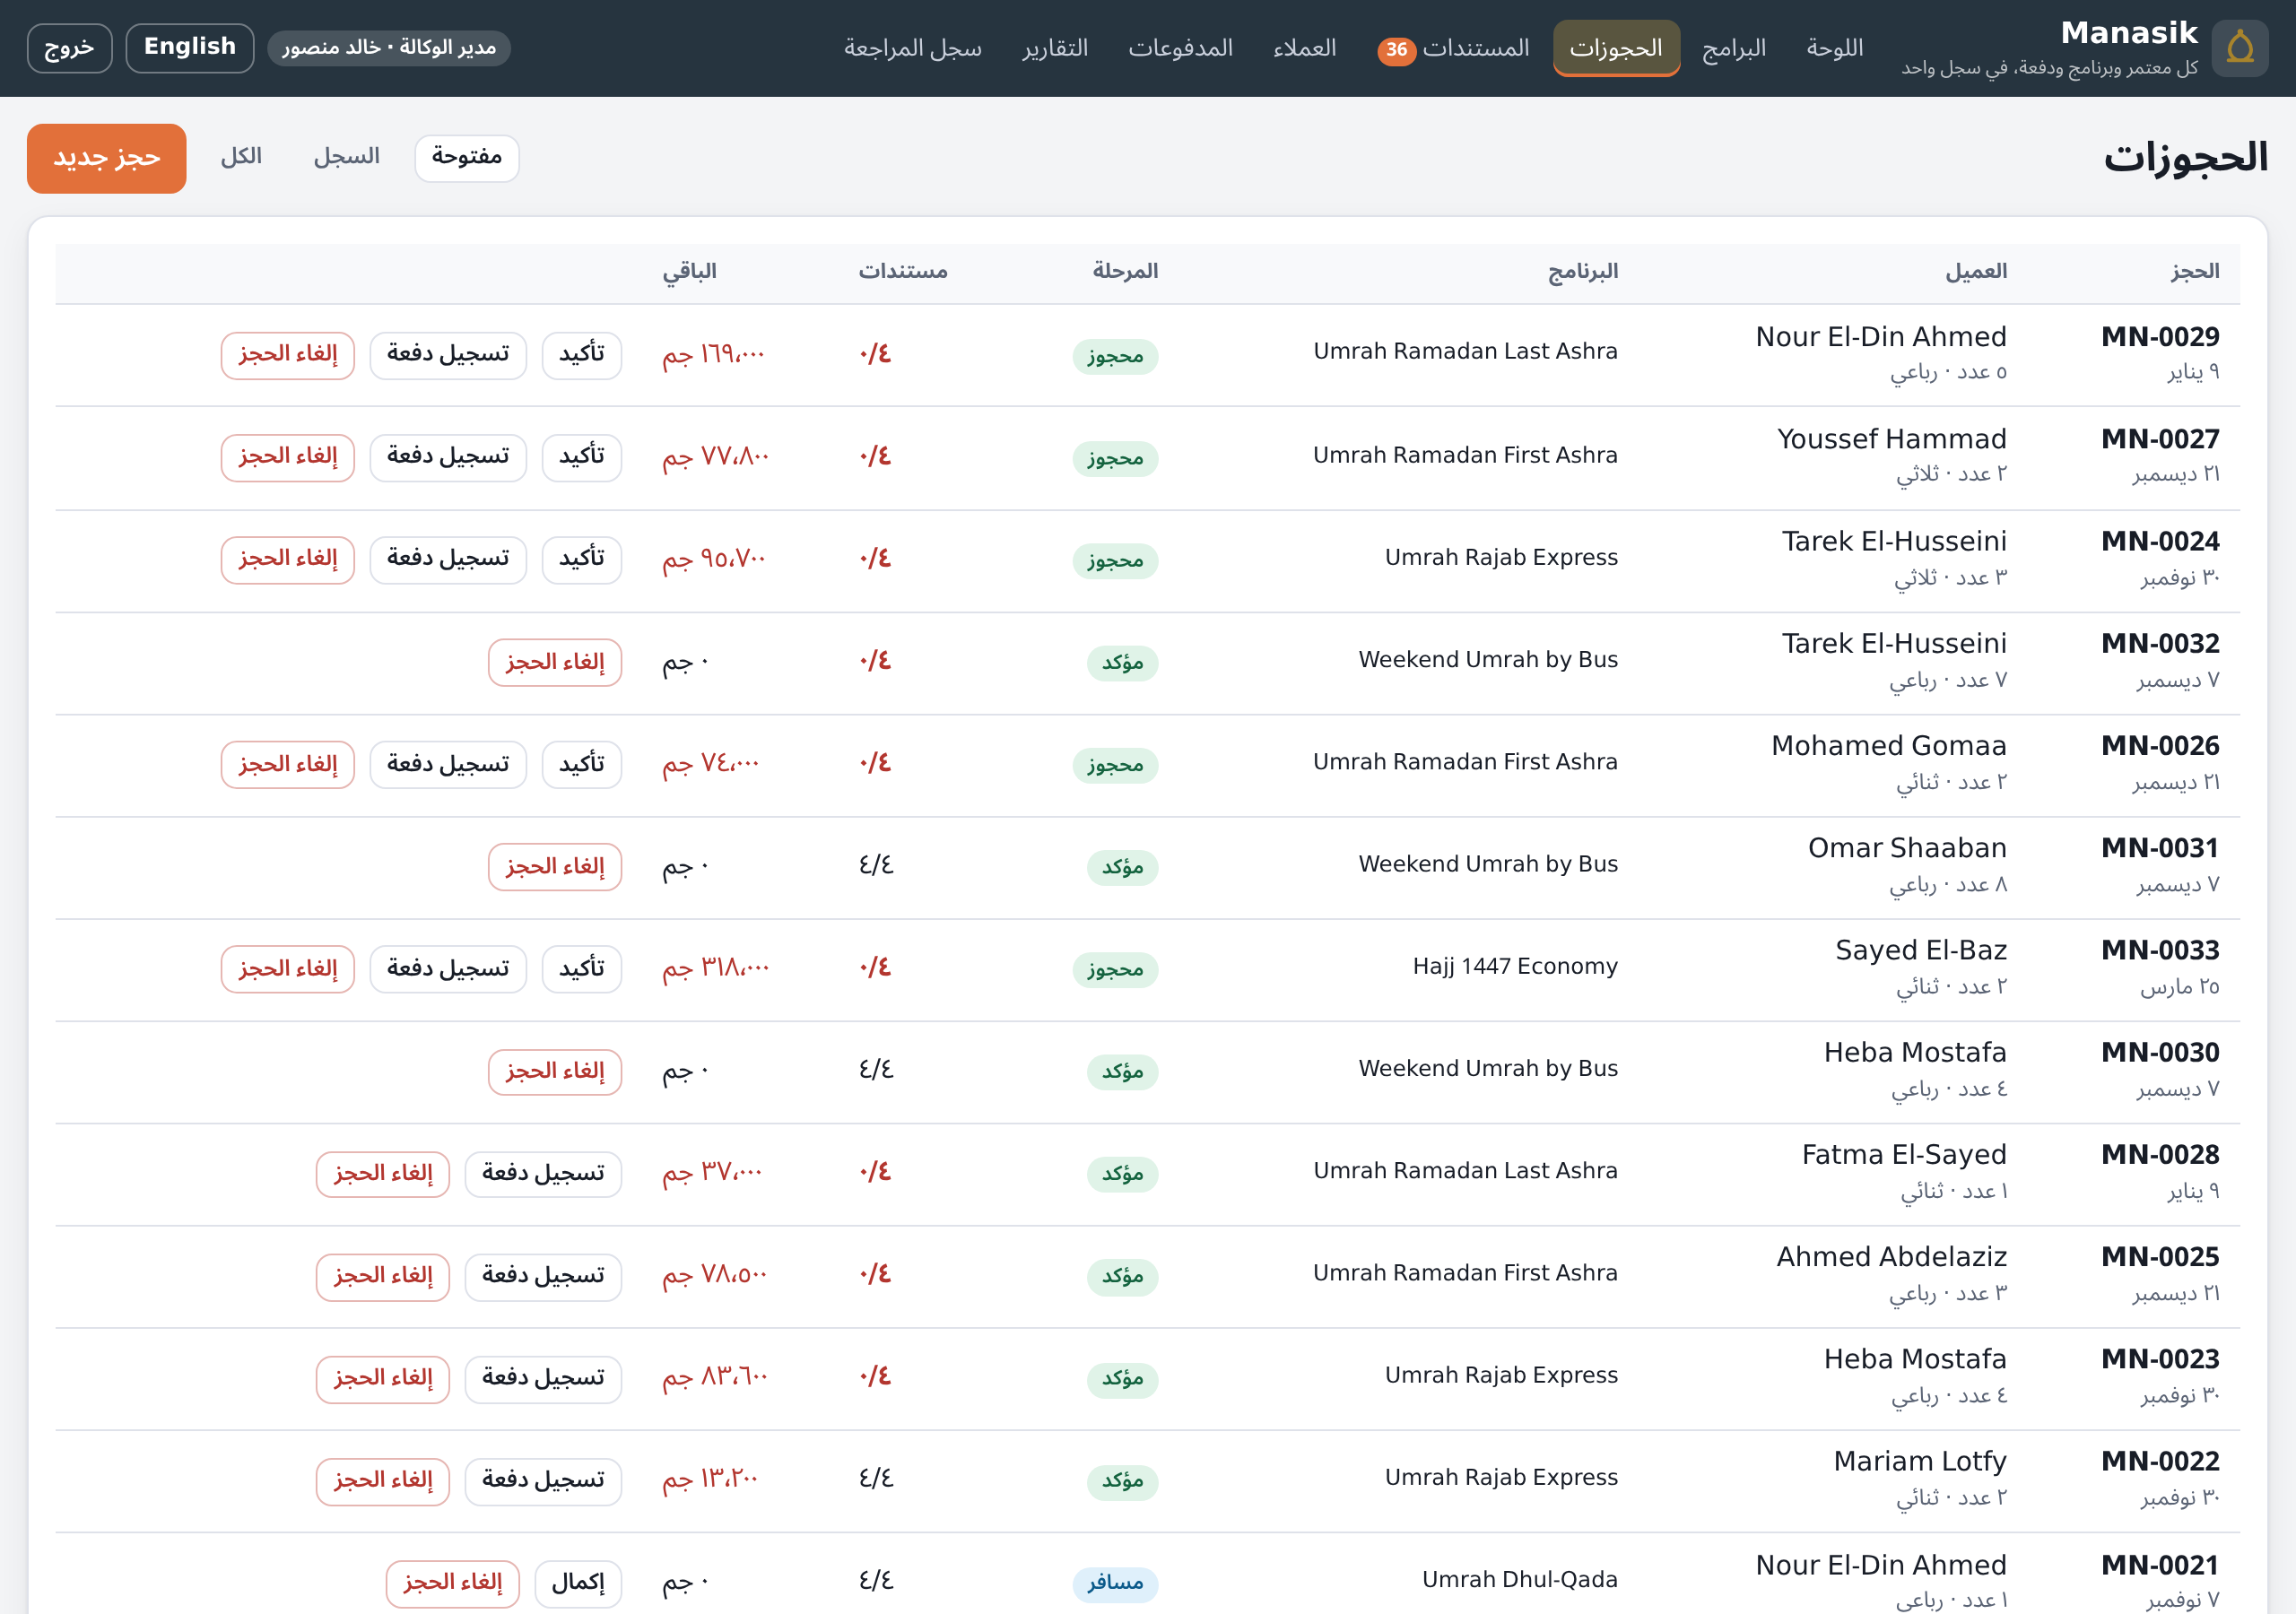 Manasik
كل معتمر وبرنامج ودفعة، في سجل واحد
اللوحة
البرامج
الحجوزات
المستندات 36
العملاء
المدفوعات
التقارير
سجل المراجعة
مدير الوكالة · خالد منصور
English
خروج
الحجوزات
مفتوحة
السجل
الكل
حجز جديد
الحجز العميل البرنامج المرحلة مستندات الباقي
MN-0029 Nour El-Din Ahmed Umrah Ramadan Last Ashra محجوز ٠/٤ ١٦٩،٠٠٠ جم تأكيد تسجيل دفعة إلغاء الحجز
٩ يناير ٥ عدد · رباعي
MN-0027 Youssef Hammad Umrah Ramadan First Ashra محجوز ٠/٤ ٧٧،٨٠٠ جم تأكيد تسجيل دفعة إلغاء الحجز
٢١ ديسمبر ٢ عدد · ثلاثي
MN-0024 Tarek El-Husseini Umrah Rajab Express محجوز ٠/٤ ٩٥،٧٠٠ جم تأكيد تسجيل دفعة إلغاء الحجز
٣٠ نوفمبر ٣ عدد · ثلاثي
MN-0032 Tarek El-Husseini Weekend Umrah by Bus مؤكد ٠/٤ ٠ جم إلغاء الحجز
٧ ديسمبر ٧ عدد · رباعي
MN-0026 Mohamed Gomaa Umrah Ramadan First Ashra محجوز ٠/٤ ٧٤،٠٠٠ جم تأكيد تسجيل دفعة إلغاء الحجز
٢١ ديسمبر ٢ عدد · ثنائي
MN-0031 Omar Shaaban Weekend Umrah by Bus مؤكد ٤/٤ ٠ جم إلغاء الحجز
٧ ديسمبر ٨ عدد · رباعي
MN-0033 Sayed El-Baz Hajj 1447 Economy محجوز ٠/٤ ٣١٨،٠٠٠ جم تأكيد تسجيل دفعة إلغاء الحجز
٢٥ مارس ٢ عدد · ثنائي
MN-0030 Heba Mostafa Weekend Umrah by Bus مؤكد ٤/٤ ٠ جم إلغاء الحجز
٧ ديسمبر ٤ عدد · رباعي
MN-0028 Fatma El-Sayed Umrah Ramadan Last Ashra مؤكد ٠/٤ ٣٧،٠٠٠ جم تسجيل دفعة إلغاء الحجز
٩ يناير ١ عدد · ثنائي
MN-0025 Ahmed Abdelaziz Umrah Ramadan First Ashra مؤكد ٠/٤ ٧٨،٥٠٠ جم تسجيل دفعة إلغاء الحجز
٢١ ديسمبر ٣ عدد · رباعي
MN-0023 Heba Mostafa Umrah Rajab Express مؤكد ٠/٤ ٨٣،٦٠٠ جم تسجيل دفعة إلغاء الحجز
٣٠ نوفمبر ٤ عدد · رباعي
MN-0022 Mariam Lotfy Umrah Rajab Express مؤكد ٤/٤ ١٣،٢٠٠ جم تسجيل دفعة إلغاء الحجز
٣٠ نوفمبر ٢ عدد · ثنائي
MN-0021 Nour El-Din Ahmed Umrah Dhul-Qada مسافر ٤/٤ ٠ جم إكمال إلغاء الحجز
٧ نوفمبر ١ عدد · رباعي